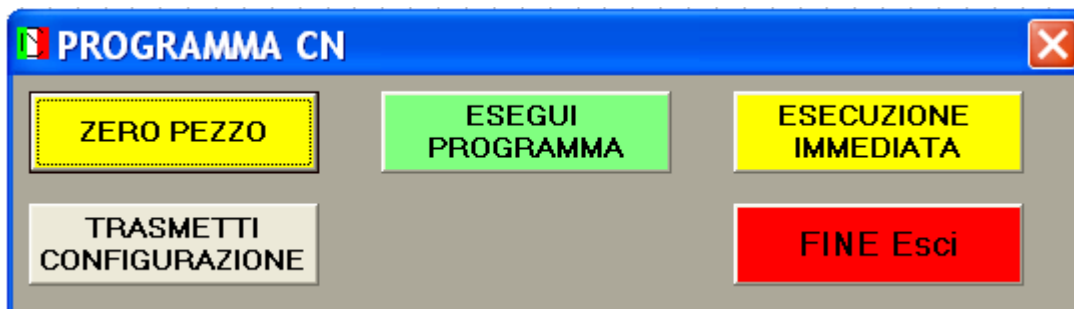 PROGRAMMA CN
ZERO PEZZO
ESEGUI
PROGRAMMA
ESECUZIONE
IMMEDIATA
TRASMETTI
CONFIGURAZIONE
FINE Esci